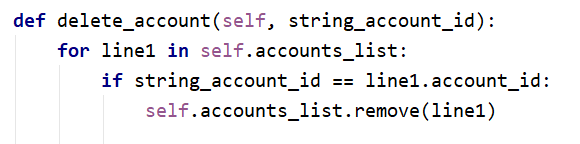 def delete_account(self, string_account_id):
    for line1 in self.accounts_list:
        if string_account_id == line1.account_id:
            self.accounts_list.remove(line1)